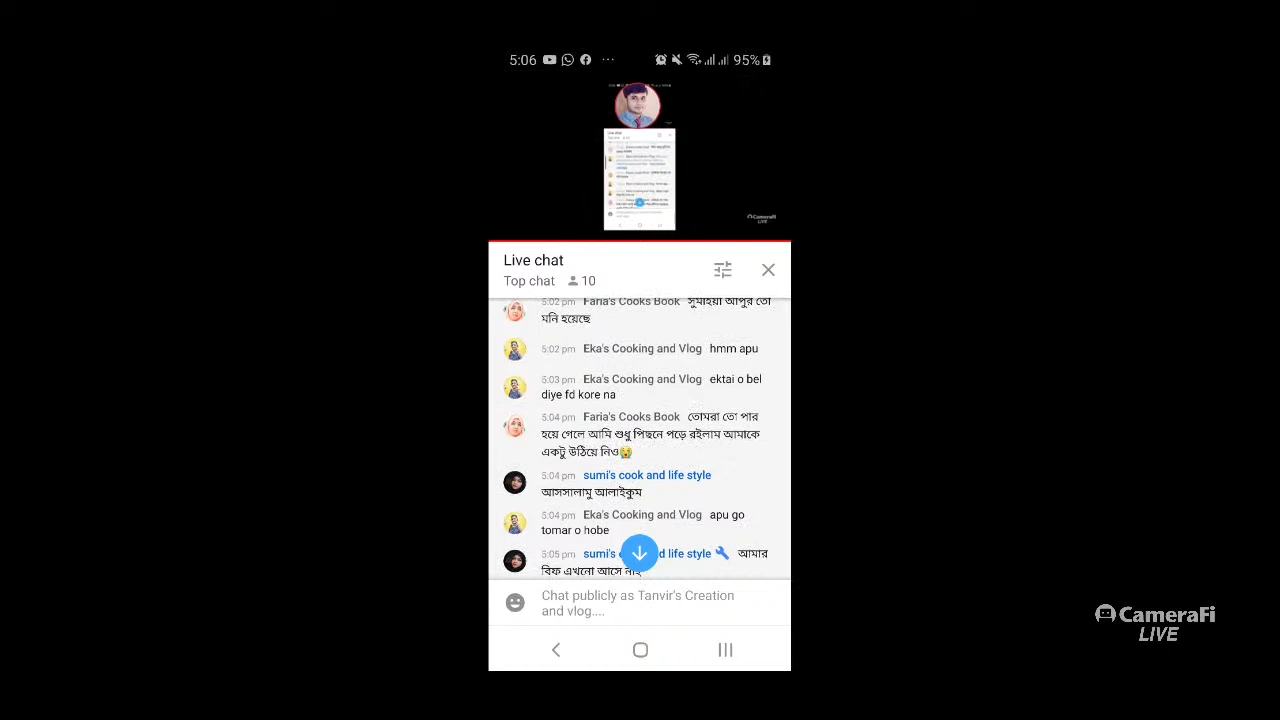 5:06 ... 95%
Live chat
Top chat 10
5:02 pm Faria's Cooks Book সুমাইয়া আপুর তো
মনি হয়েছে
5:02 pm Eka's Cooking and Vlog hmm apu
5:03 pm Eka's Cooking and Vlog ektai o bel
diye fd kore na
5:04 pm Faria's Cooks Book তোমরা তো পার
হয়ে গেলে আমি শুধু পিছনে পড়ে রইলাম আমাকে
একটু উঠিয়ে নিও😭
5:04 pm sumi's cook and life style
আসসালামু আলাইকুম
5:04 pm Eka's Cooking and Vlog apu go
tomar o hobe
5:05 pm sumi's d life style আমার
বিফ এখনো আসে নাই
Chat publicly as Tanvir's Creation
and vlog....
CameraFi
LIVE
CameraFi
LIVE